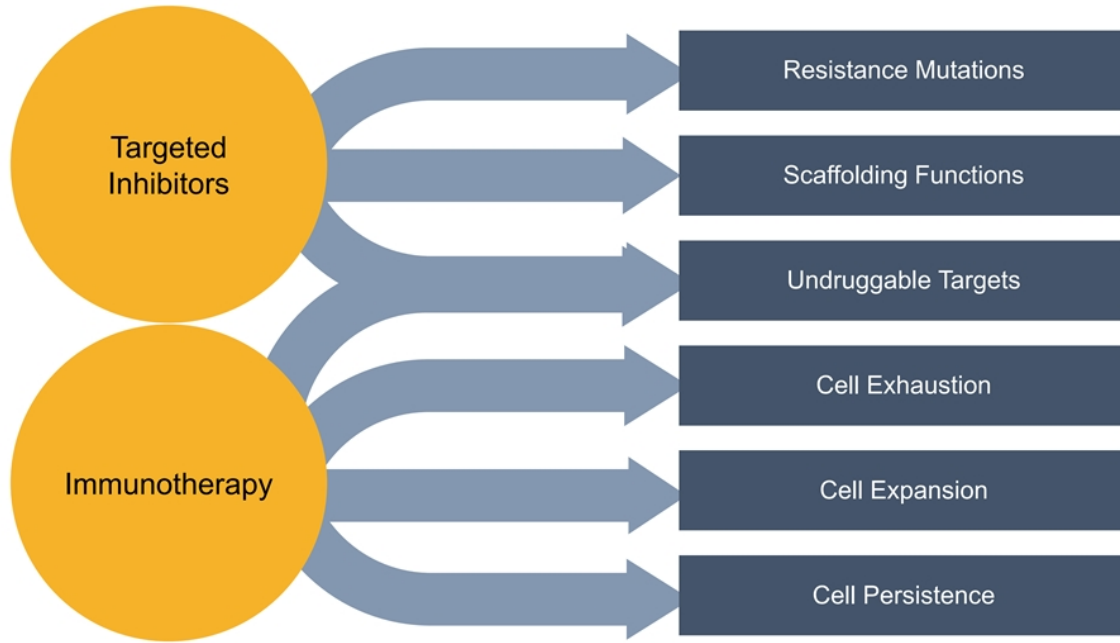 Targeted
Inhibitors
Immunotherapy
Resistance Mutations
Scaffolding Functions
Undruggable Targets
Cell Exhaustion
Cell Expansion
Cell Persistence